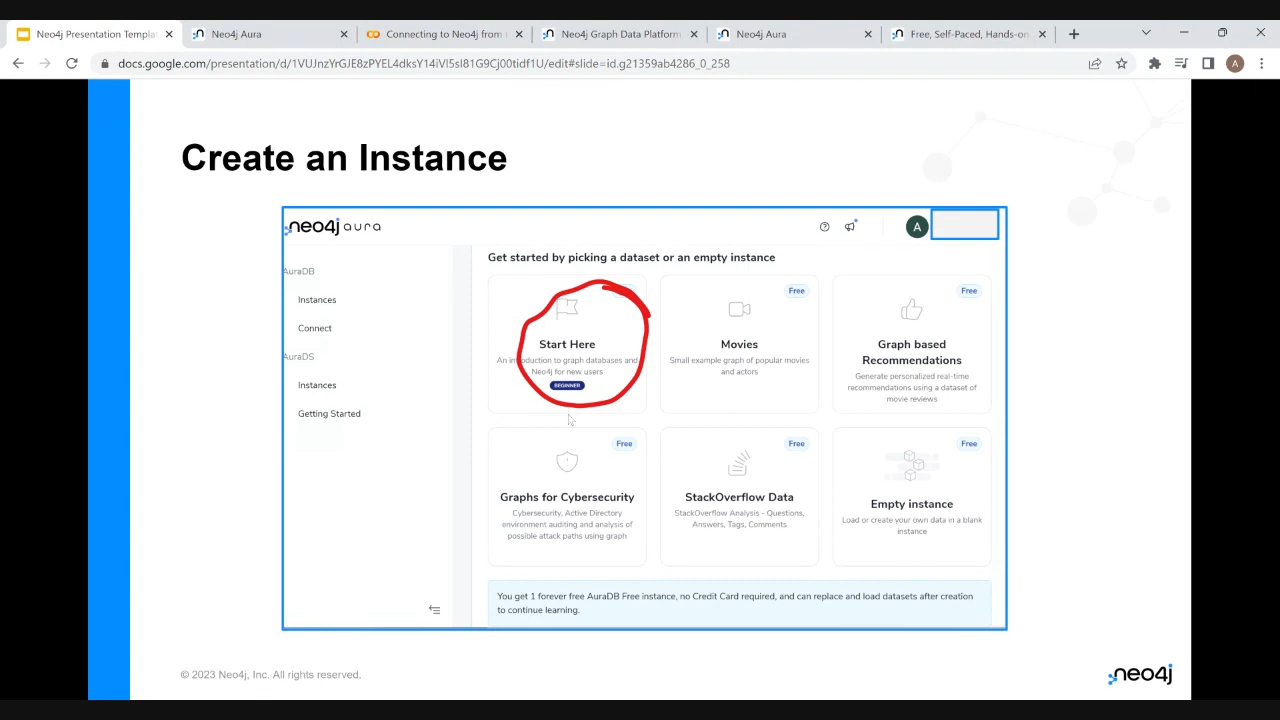 Neo4j Presentation Templa
Neo4j Aura
Connecting to Neo4j from t
Neo4j Graph Data Platform
Neo4j Aura
Free, Self-Paced, Hands-on
docs.google.com/presentation/d/1VUJnzYrGJE8zPYEL4dksY14iVl5sI81G9Cj00tidf1U/edit#slide=id.g21359ab4286_0_258
A
Create an Instance
neo4j aura
A
Get started by picking a dataset or an empty instance
AuraDB
Instances
Connect
AuraDS
Instances
Getting Started
Start Here
An introduction to graph databases and
Neo4j for new users
BEGINNER
Free
Movies
Small example graph of popular movies
and actors
Free
Graph based
Recommendations
Generate personalized real-time
recommendations using a dataset of
movie reviews
Free
Graphs for Cybersecurity
Cybersecurity, Active Directory
environment auditing and analysis of
possible attack paths using graph
Free
StackOverflow Data
StackOverflow Analysis - Questions,
Answers, Tags, Comments
Free
Empty instance
Load or create your own data in a blank
instance
You get 1 forever free AuraDB Free instance, no Credit Card required, and can replace and load datasets after creation
to continue learning.
© 2023 Neo4j, Inc. All rights reserved.
neo4j